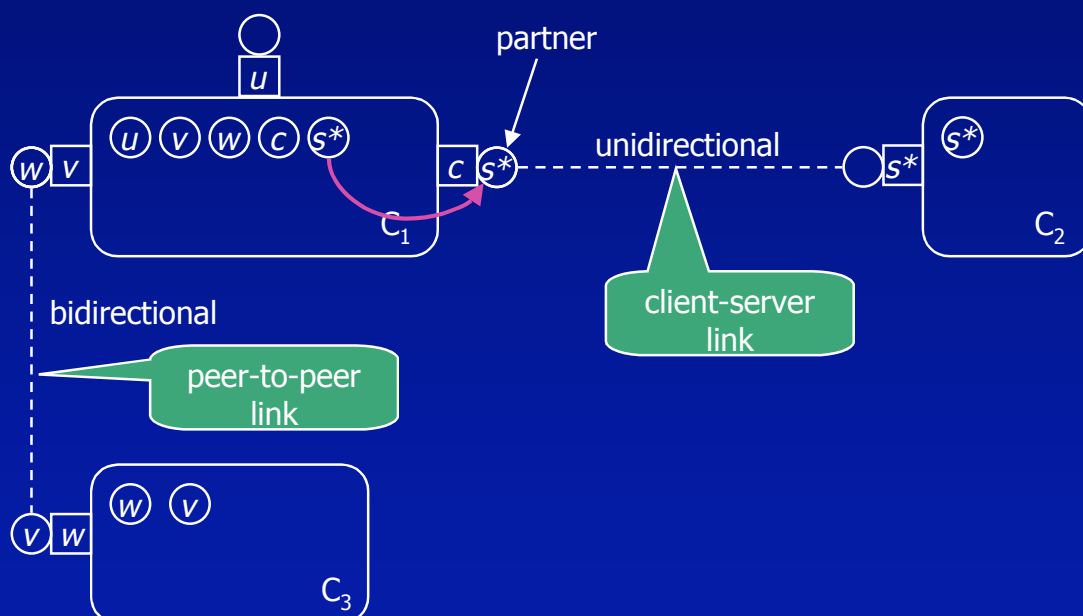 partner
u
u v w c s*
unidirectional
s*
w v
c s*
s*
C₁
C₂
bidirectional
client-server
link
peer-to-peer
link
w v
v w
C₃